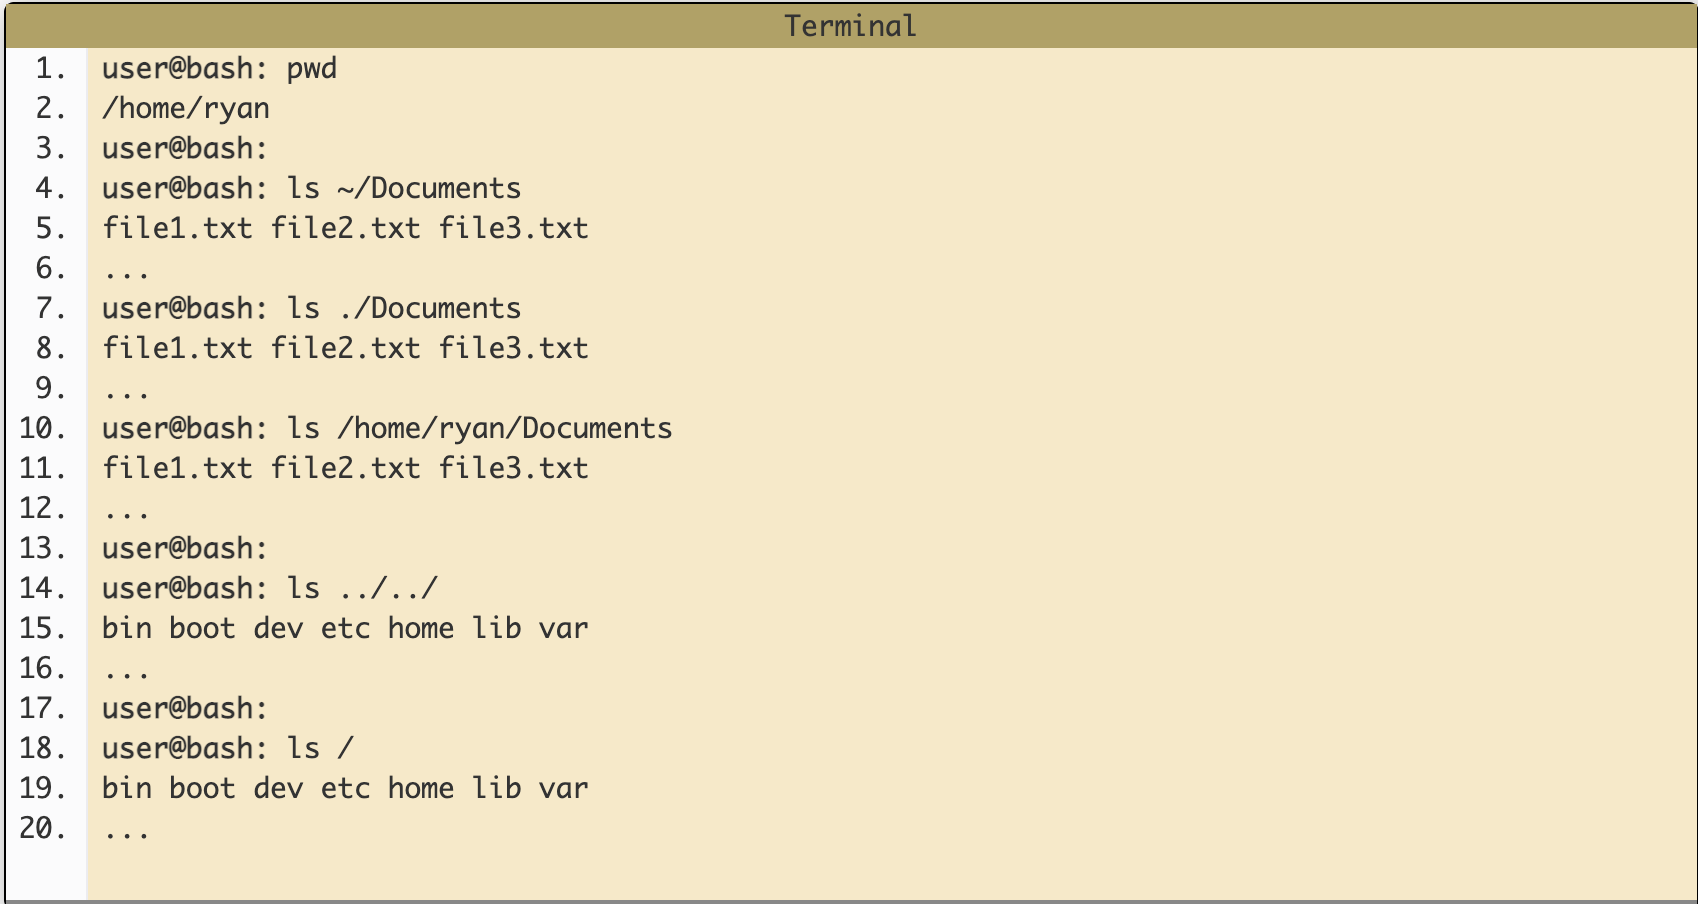 Terminal
1. user@bash: pwd
2. /home/ryan
3. user@bash:
4. user@bash: ls ~/Documents
5. file1.txt file2.txt file3.txt
6. ...
7. user@bash: ls ./Documents
8. file1.txt file2.txt file3.txt
9. ...
10. user@bash: ls /home/ryan/Documents
11. file1.txt file2.txt file3.txt
12. ...
13. user@bash:
14. user@bash: ls ../../
15. bin boot dev etc home lib var
16. ...
17. user@bash:
18. user@bash: ls /
19. bin boot dev etc home lib var
20. ...